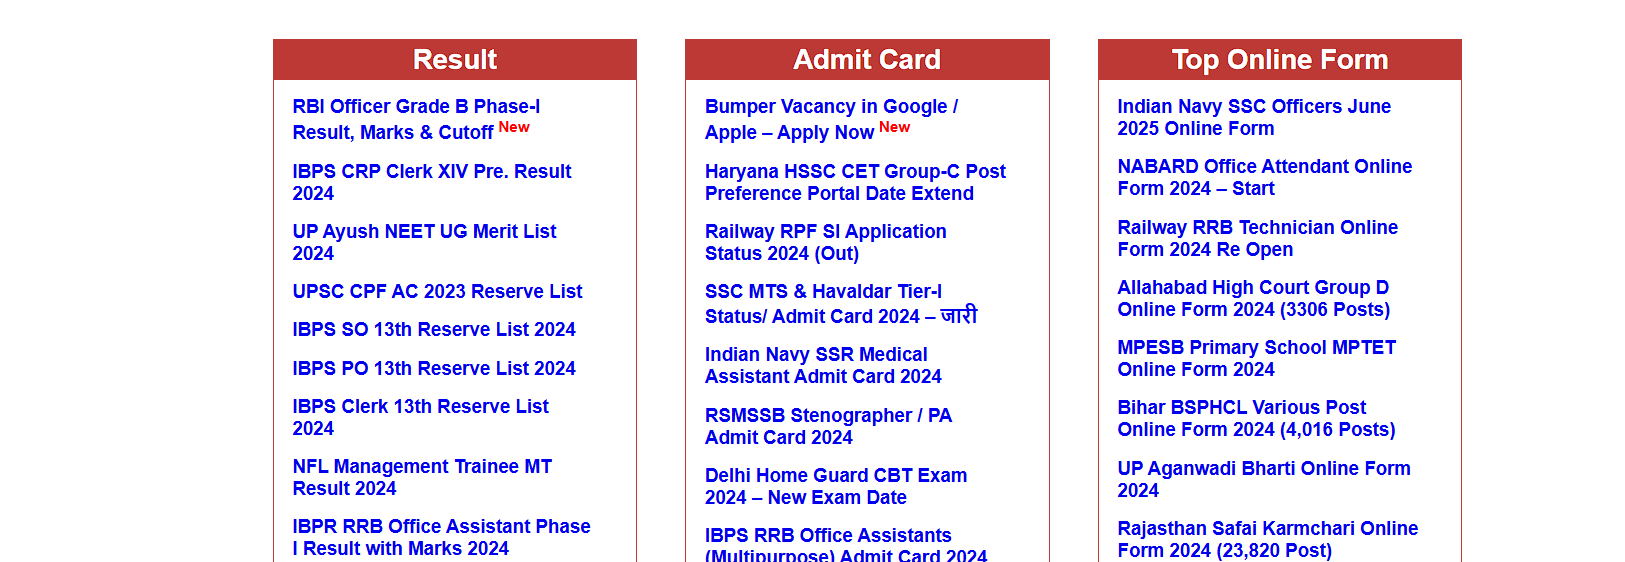 Result
RBI Officer Grade B Phase-I
Result, Marks & Cutoff New
IBPS CRP Clerk XIV Pre. Result
2024
UP Ayush NEET UG Merit List
2024
UPSC CPF AC 2023 Reserve List
IBPS SO 13th Reserve List 2024
IBPS PO 13th Reserve List 2024
IBPS Clerk 13th Reserve List
2024
NFL Management Trainee MT
Result 2024
IBPR RRB Office Assistant Phase
I Result with Marks 2024
Admit Card
Bumper Vacancy in Google /
Apple – Apply Now New
Haryana HSSC CET Group-C Post
Preference Portal Date Extend
Railway RPF SI Application
Status 2024 (Out)
SSC MTS & Havaldar Tier-I
Status/ Admit Card 2024 – जारी
Indian Navy SSR Medical
Assistant Admit Card 2024
RSMSSB Stenographer / PA
Admit Card 2024
Delhi Home Guard CBT Exam
2024 – New Exam Date
IBPS RRB Office Assistants
(Multipurpose) Admit Card 2024
Top Online Form
Indian Navy SSC Officers June
2025 Online Form
NABARD Office Attendant Online
Form 2024 – Start
Railway RRB Technician Online
Form 2024 Re Open
Allahabad High Court Group D
Online Form 2024 (3306 Posts)
MPESB Primary School MPTET
Online Form 2024
Bihar BSPHCL Various Post
Online Form 2024 (4,016 Posts)
UP Aganwadi Bharti Online Form
2024
Rajasthan Safai Karmchari Online
Form 2024 (23,820 Post)